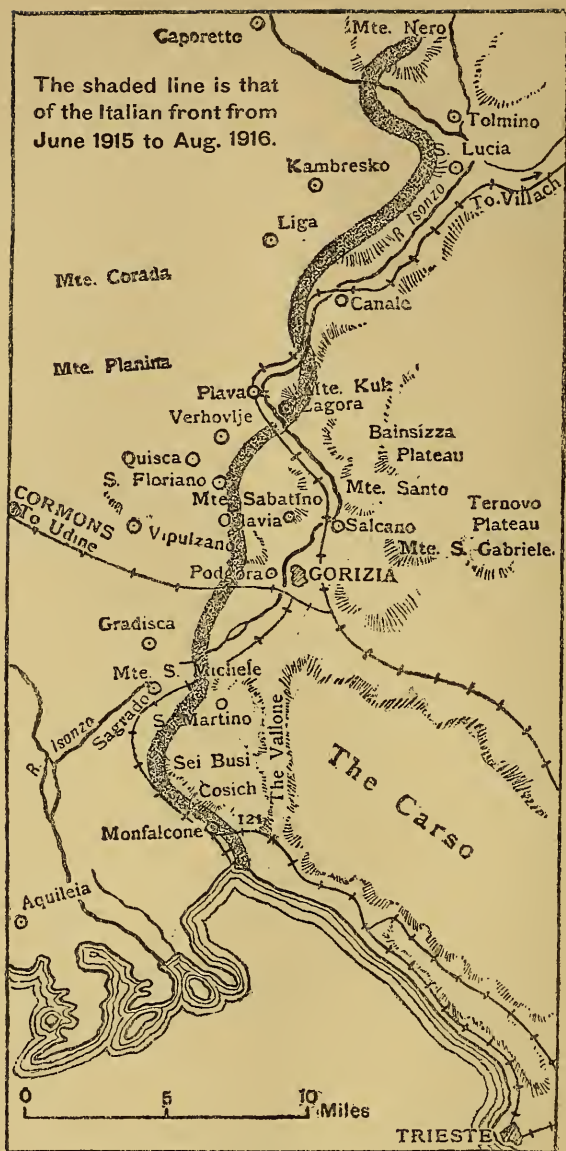 Caporetto
Mte. Nero
The shaded line is that
of the Italian front from
June 1915 to Aug. 1916.
Tolmino
S. Lucia
Kambresko
R. Isonzo
To Villach
Liga
Mte. Corada
Canale
Mte. Planina
Plava
Mte. Kuk
Zagora
Verhovlje
Bainsizza
Plateau
Quisca
S. Floriano
Mte. Santo
Mte. Sabatino
CORMONS
To Udine
Oslavia
Salcano
Ternovo
Plateau
Vipulzano
Mte. S. Gabriele.
Podgora
GORIZIA
Gradisca
Mte. S. Michele
Sagrado
R. Isonzo
S. Martino
The Vallone
The Carso
Sei Busi
Cosich
Monfalcone
121
Aquileia
0 5 10 Miles
TRIESTE